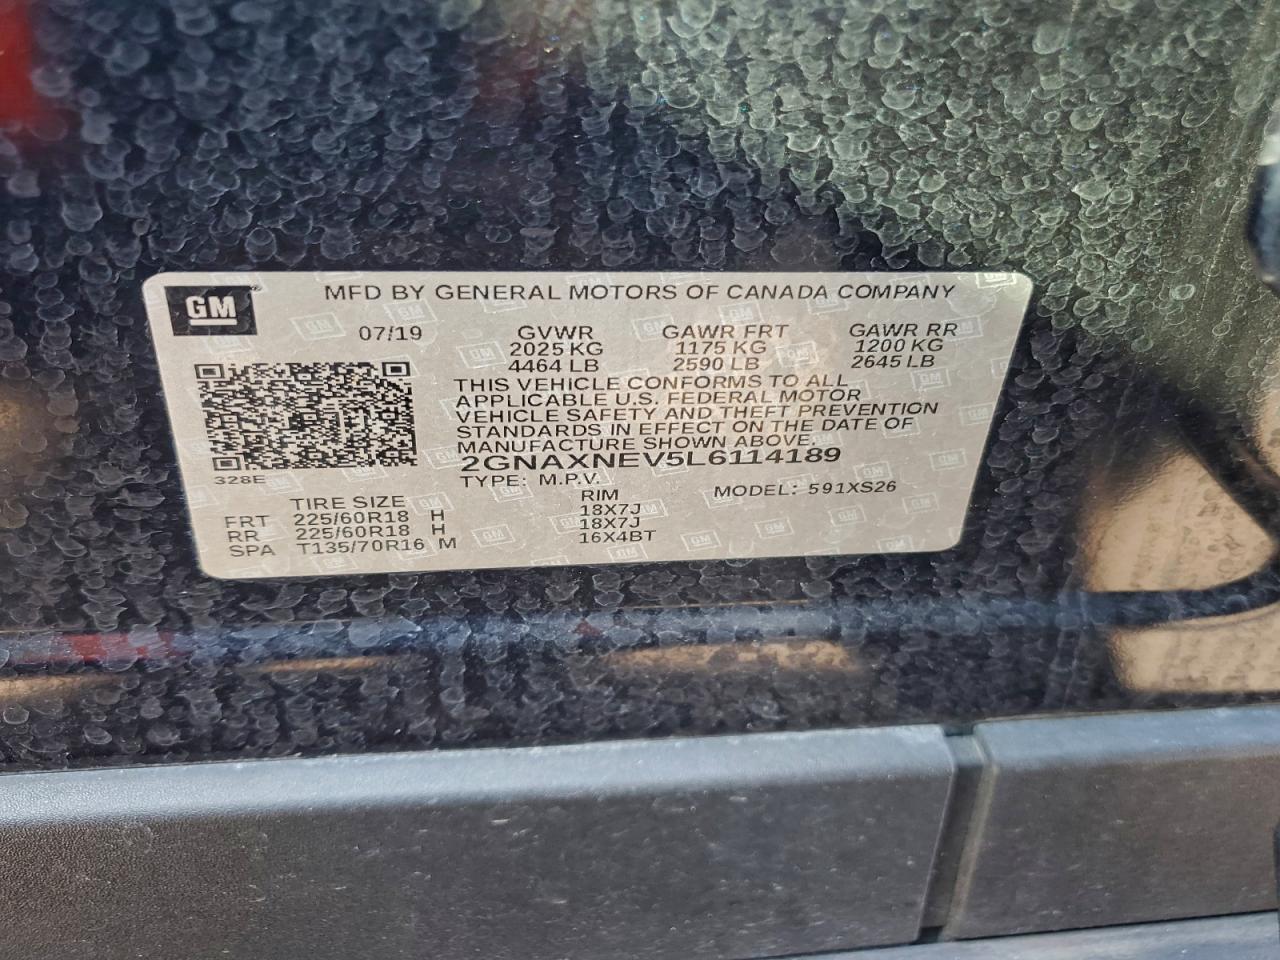 GM
MFD BY GENERAL MOTORS OF CANADA COMPANY
07/19 GVWR GAWR FRT GAWR RR
2025 KG 1175 KG 1200 KG
4464 LB 2590 LB 2645 LB
THIS VEHICLE CONFORMS TO ALL
APPLICABLE U.S. FEDERAL MOTOR
VEHICLE SAFETY AND THEFT PREVENTION
STANDARDS IN EFFECT ON THE DATE OF
MANUFACTURE SHOWN ABOVE.
2GNAXNEV5L6114189
328E
TYPE: M.P.V. MODEL: 591XS26
TIRE SIZE RIM
FRT 225/60R18 H 18X7J
RR 225/60R18 H 18X7J
SPA T135/70R16 M 16X4BT